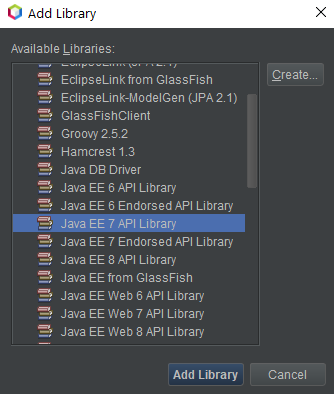 Add Library
Available Libraries:
EclipseLink (JPA 2.1)
EclipseLink from GlassFish
EclipseLink-ModelGen (JPA 2.1)
GlassFishClient
Groovy 2.5.2
Hamcrest 1.3
Java DB Driver
Java EE 6 API Library
Java EE 6 Endorsed API Library
Java EE 7 API Library
Java EE 7 Endorsed API Library
Java EE 8 API Library
Java EE from GlassFish
Java EE Web 6 API Library
Java EE Web 7 API Library
Java EE Web 8 API Library
Create...
Add Library
Cancel